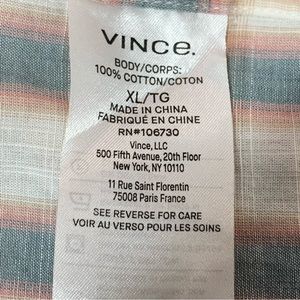 VINCE.
BODY/CORPS:
100% COTTON/COTON
XL/TG
MADE IN CHINA
FABRIQUÉ EN CHINE
RN#106730
Vince, LLC
500 Fifth Avenue, 20th Floor
New York, NY 10110
11 Rue Saint Florentin
75008 Paris France
SEE REVERSE FOR CARE
VOIR AU VERSO POUR LES SOINS